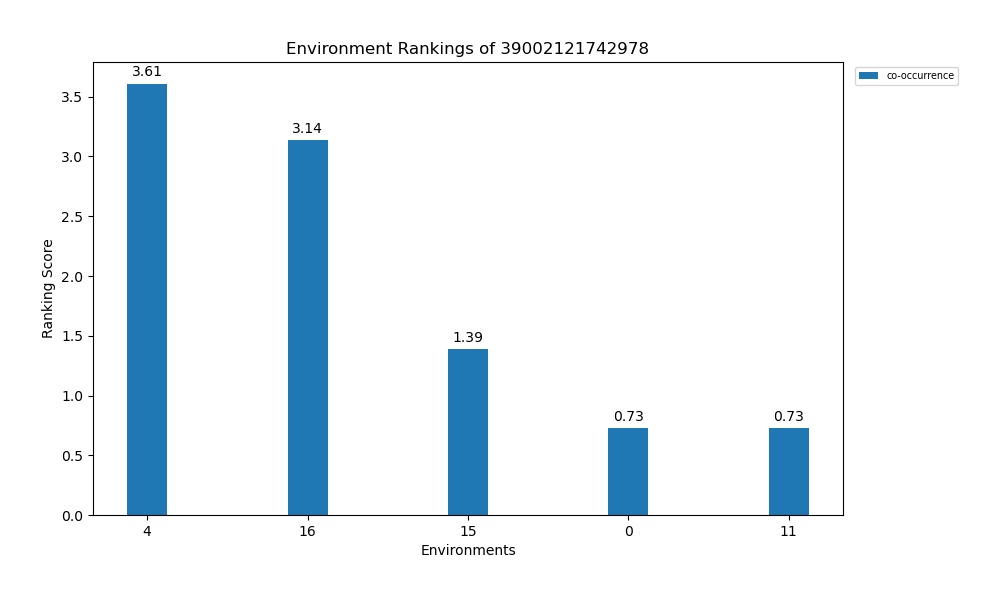 Environment Rankings of 39002121742978
co-occurrence
3.61
3.14
1.39
0.73
0.73
Ranking Score
3.5
3.0
2.5
2.0
1.5
1.0
0.5
0.0
4 16 15 0 11
Environments